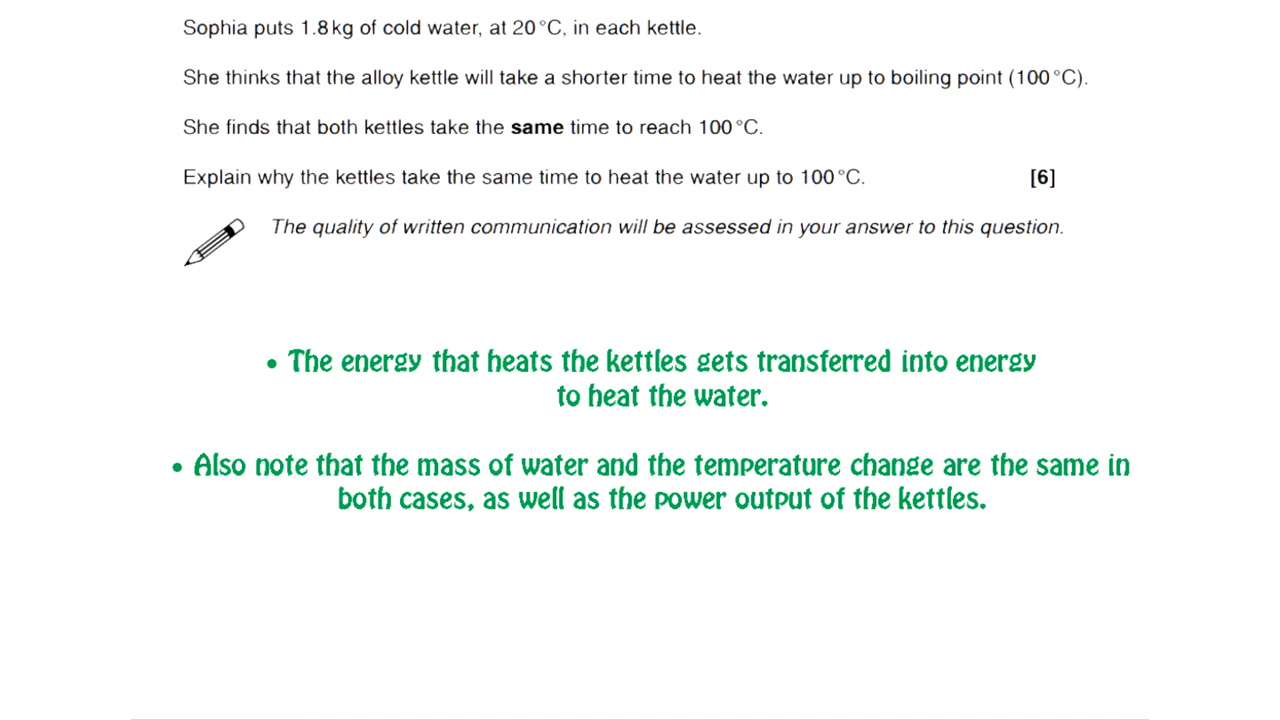 Sophia puts 1.8 kg of cold water, at 20 °C, in each kettle.
She thinks that the alloy kettle will take a shorter time to heat the water up to boiling point (100 °C).
She finds that both kettles take the same time to reach 100 °C.
Explain why the kettles take the same time to heat the water up to 100 °C. [6]
The quality of written communication will be assessed in your answer to this question.
• The energy that heats the kettles gets transferred into energy
to heat the water.
• Also note that the mass of water and the temperature change are the same in
both cases, as well as the power output of the kettles.